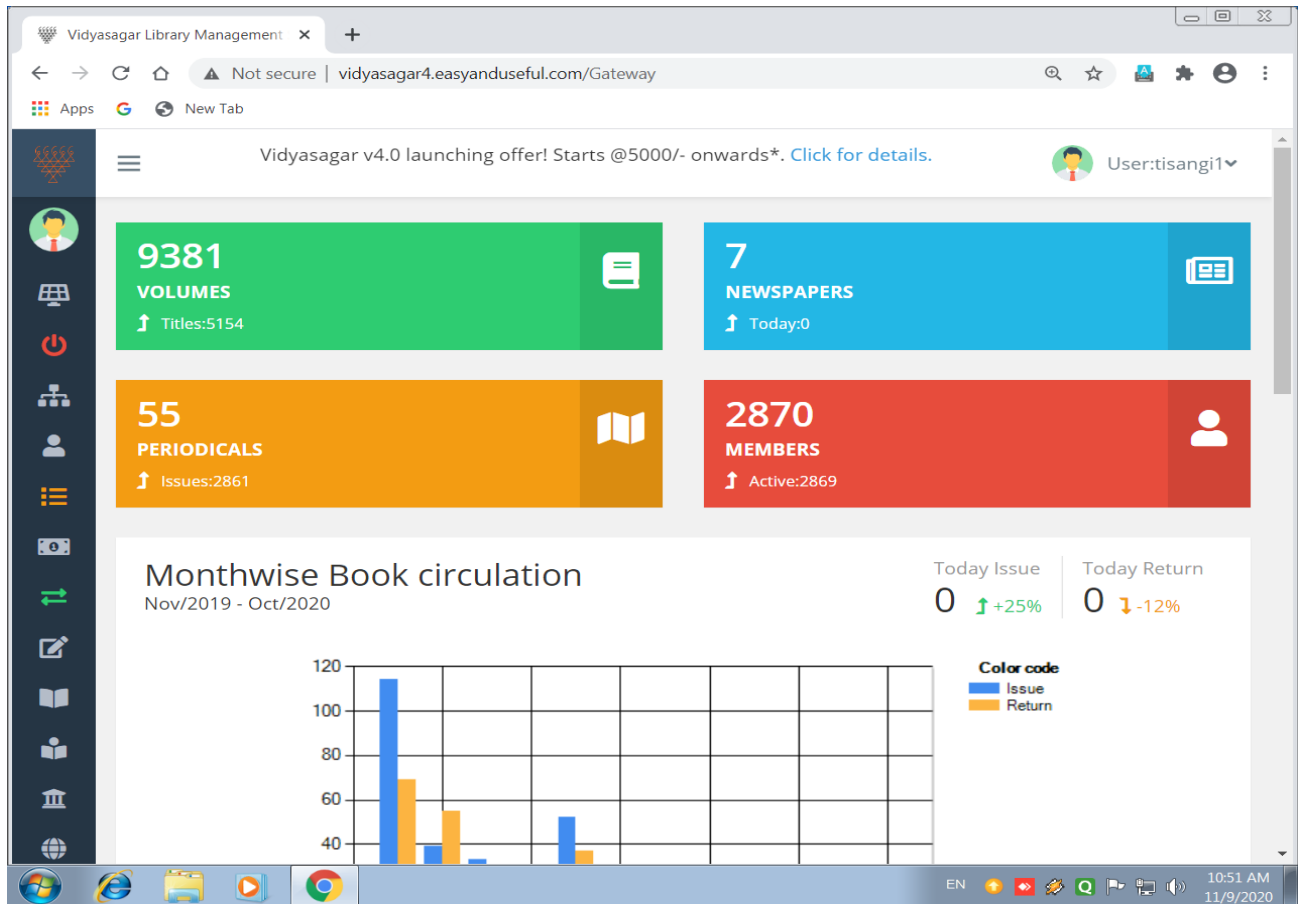 Vidyasagar Library Management
Not secure | vidyasagar4.easyanduseful.com/Gateway
Apps G New Tab
Vidyasagar v4.0 launching offer! Starts @5000/- onwards*. Click for details.
User:tisangi1
9381
VOLUMES
Titles:5154
7
NEWSPAPERS
Today:0
55
PERIODICALS
Issues:2861
2870
MEMBERS
Active:2869
Monthwise Book circulation
Nov/2019 - Oct/2020
Today Issue
0 +25%
Today Return
0 -12%
120
100
80
60
40
Color code
Issue
Return
EN
10:51 AM
11/9/2020